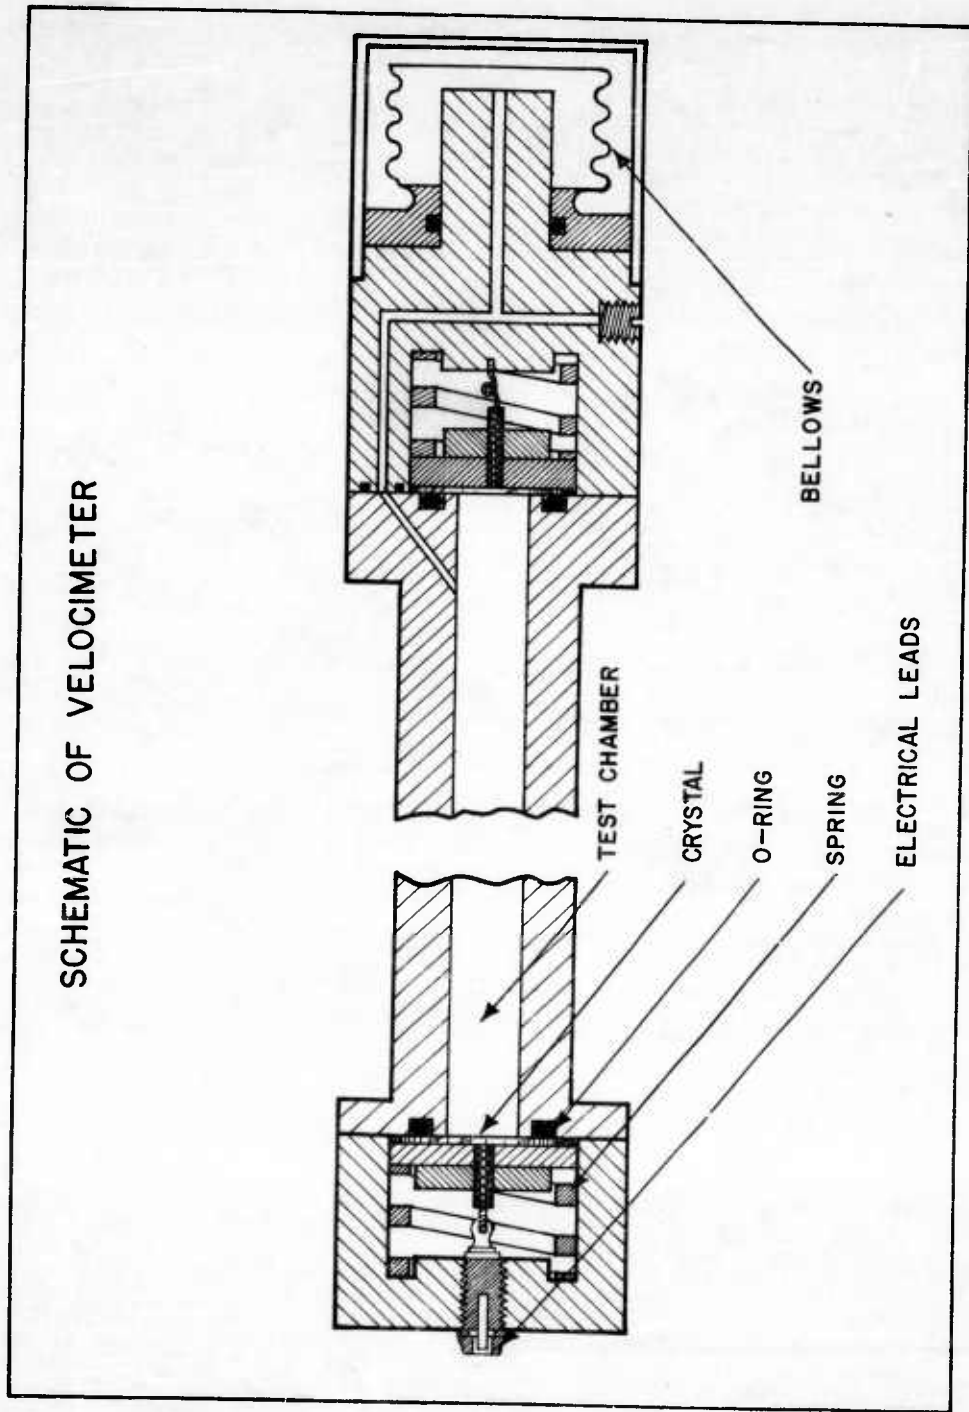 SCHEMATIC OF VELOCIMETER
TEST CHAMBER
CRYSTAL
O-RING
SPRING
ELECTRICAL LEADS
BELLOWS